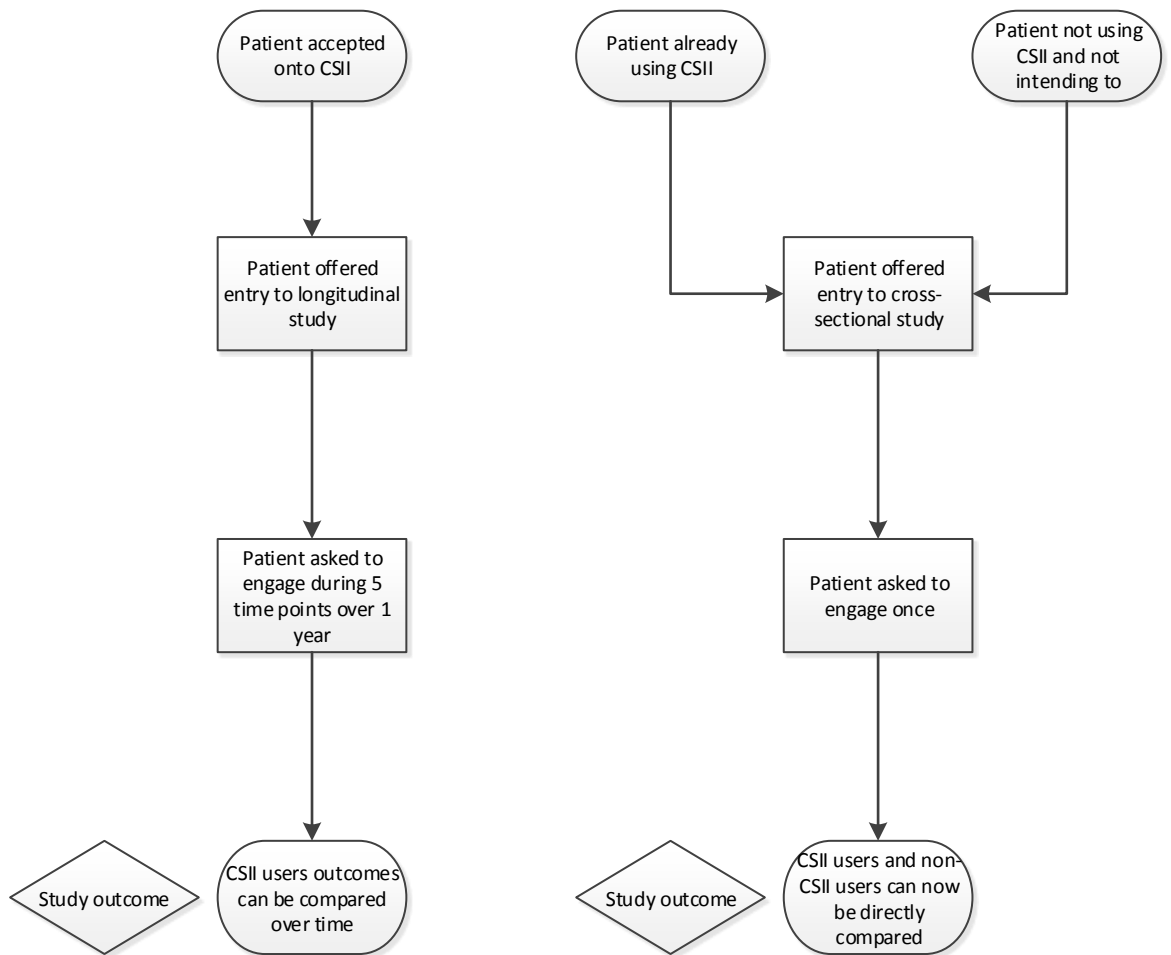 Patient accepted
onto CSII
Patient offered
entry to longitudinal
study
Patient asked to
engage during 5
time points over 1
year
Study outcome
CSII users outcomes
can be compared
over time
Patient already
using CSII
Patient not using
CSII and not
intending to
Patient offered
entry to cross-
sectional study
Patient asked to
engage once
Study outcome
CSII users and non-
CSII users can now
be directly
compared